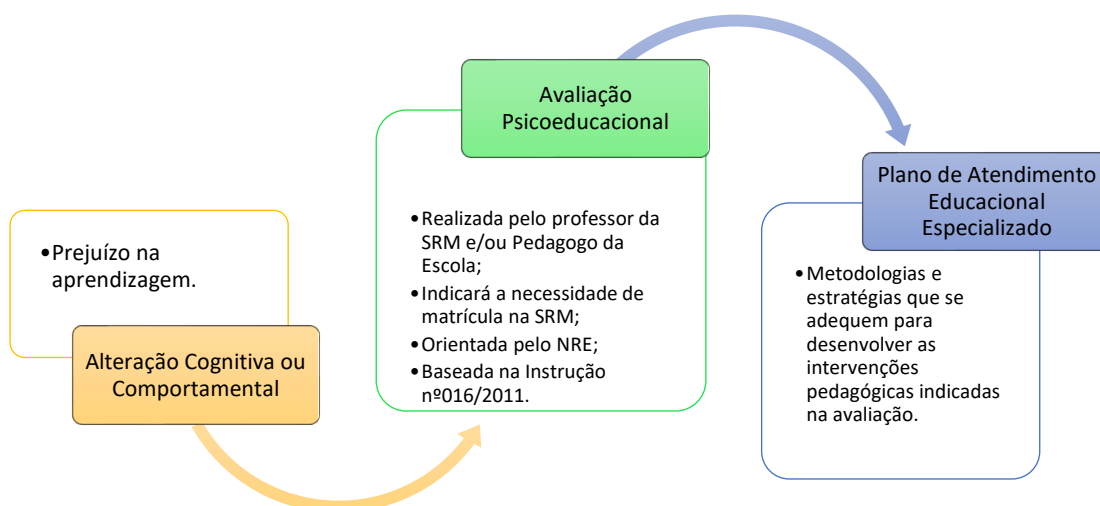 •Prejuízo na
aprendizagem.
Alteração Cognitiva ou
Comportamental
Avaliação
Psicoeducacional
•Realizada pelo professor da
SRM e/ou Pedagogo da
Escola;
•Indicará a necessidade de
matrícula na SRM;
•Orientada pelo NRE;
•Baseada na Instrução
nº016/2011.
Plano de Atendimento
Educacional
Especializado
•Metodologias e
estratégias que se
adequem para
desenvolver as
intervenções
pedagógicas indicadas
na avaliação.